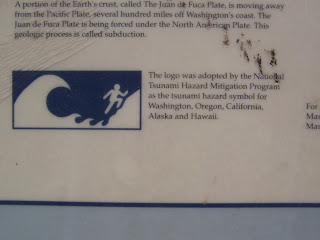 A portion of the Earth's crust, called The Juan de Fuca Plate, is moving away
from the Pacific Plate, several hundred miles off Washington's coast. The
Juan de Fuca Plate is being forced under the North American Plate. This
geologic process is called subduction.
The logo was adopted by the National
Tsunami Hazard Mitigation Program
as the tsunami hazard symbol for
Washington, Oregon, California,
Alaska and Hawaii.
For